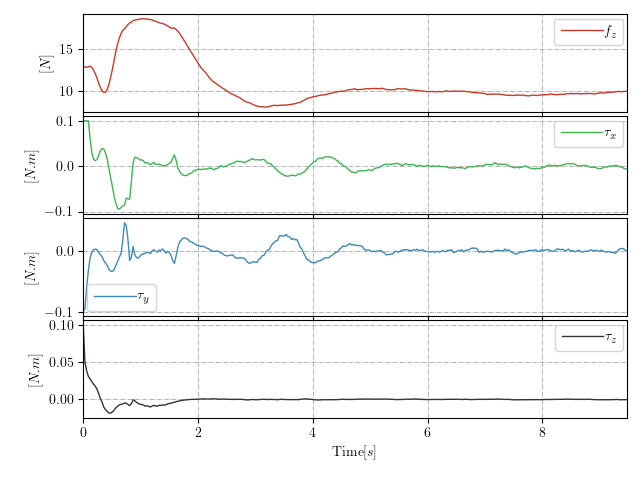 [N]
15
10
f_z
[N.m]
0.1
0.0
−0.1
τ_x
[N.m]
0.0
−0.1
τ_y
[N.m]
0.10
0.05
0.00
τ_z
0 2 4 6 8
Time[s]